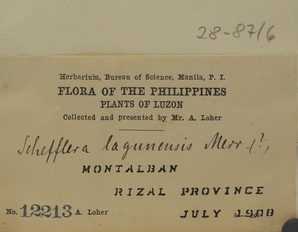 28-87/6
Herbarium, Bureau of Science, Manila, P. I.
FLORA OF THE PHILIPPINES
PLANTS OF LUZON
Collected and presented by Mr. A. Loher
Schefflera lagunensis Merr. (?)
MONTALBAN
RIZAL PROVINCE
No. 12213 A. Loher JULY 1908